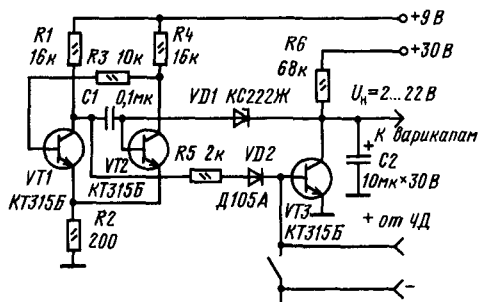 R1
16к
R3
10к
R4
16к
R6
68к
+9 В
+30 В
C1
0,1мк
VD1 КС222Ж
Uн=2...22В
К варикапам
VT1
КТ315Б
VT2
КТ315Б
R5 2к
VD2
Д105А
VT3
КТ315Б
+
C2
10мк×30 В
R2
200
+ от ЧД
−